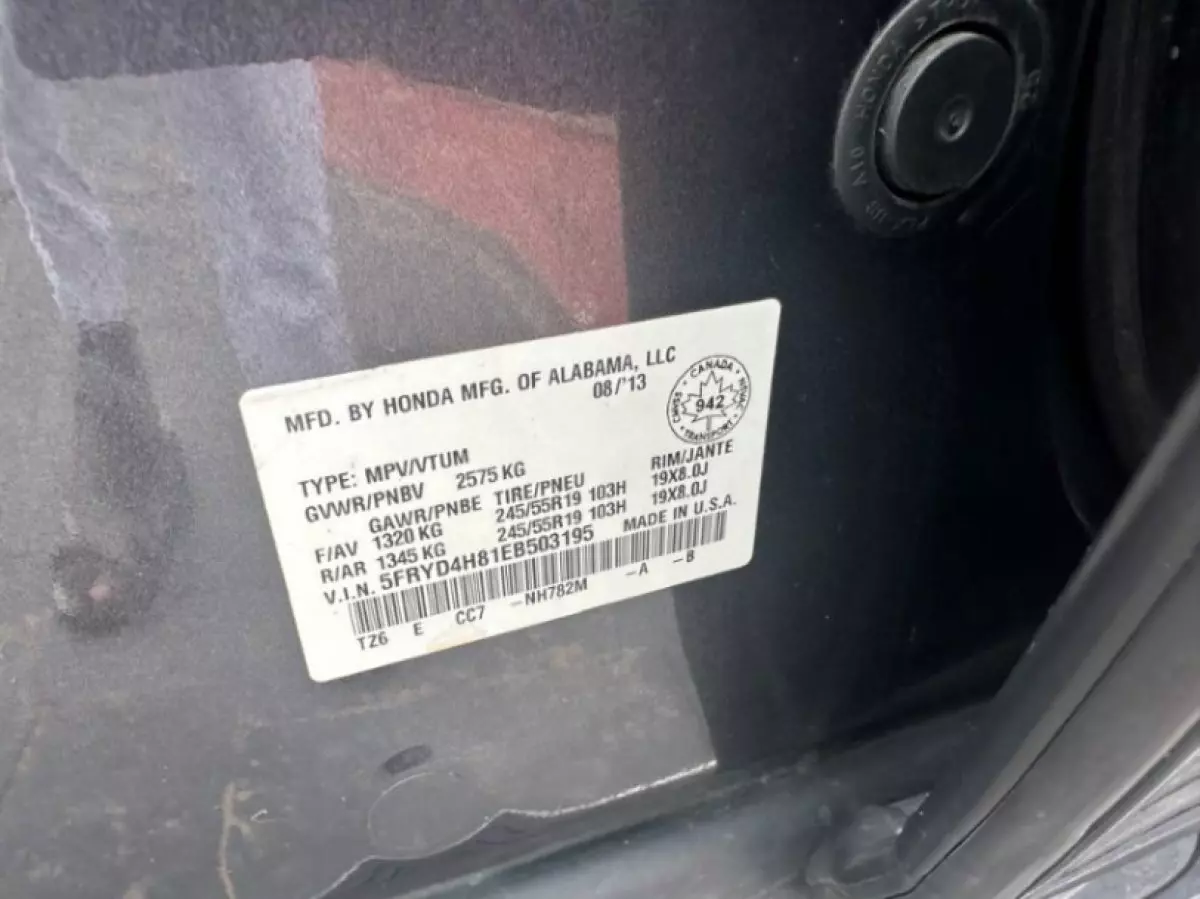 MFD. BY HONDA MFG. OF ALABAMA, LLC
08/'13
CANADA
942
TRANSPORT
TYPE: MPV/VTUM
GVWR/PNBV 2575 KG
GAWR/PNBE TIRE/PNEU RIM/JANTE
F/AV 1320 KG 245/55R19 103H 19X8.0J
R/AR 1345 KG 245/55R19 103H 19X8.0J
V.I.N. 5FRYD4H81EB503195 MADE IN U.S.A.
TZ6 E CC7 -NH782M -A -B
HONDA